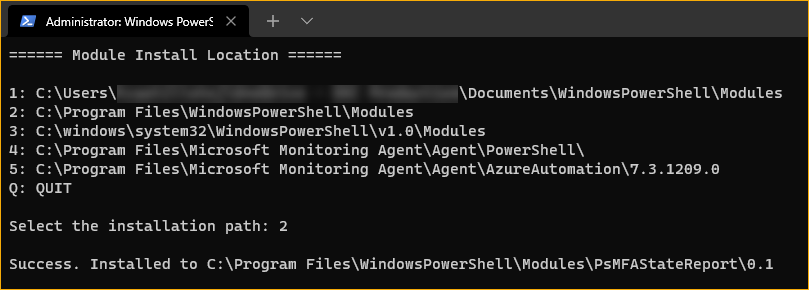 Administrator: Windows PowerS
====== Module Install Location ======
1: C:\Users\ \Documents\WindowsPowerShell\Modules
2: C:\Program Files\WindowsPowerShell\Modules
3: C:\windows\system32\WindowsPowerShell\v1.0\Modules
4: C:\Program Files\Microsoft Monitoring Agent\Agent\PowerShell\
5: C:\Program Files\Microsoft Monitoring Agent\Agent\AzureAutomation\7.3.1209.0
Q: QUIT
Select the installation path: 2
Success. Installed to C:\Program Files\WindowsPowerShell\Modules\PsMFAStateReport\0.1